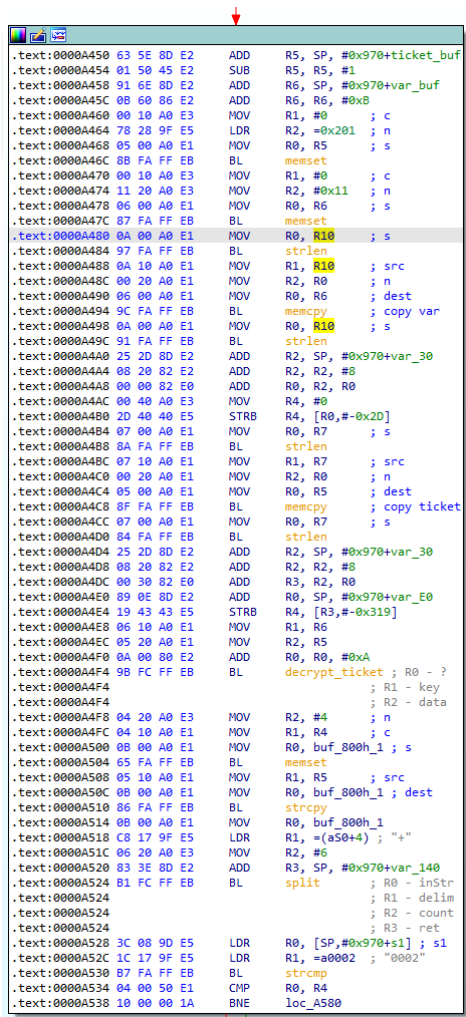 .text:0000A450 63 5E 8D E2 ADD R5, SP, #0x970+ticket_buf
.text:0000A454 01 50 45 E2 SUB R5, R5, #1
.text:0000A458 91 6E 8D E2 ADD R6, SP, #0x970+var_buf
.text:0000A45C 0B 60 86 E2 ADD R6, R6, #0xB
.text:0000A460 00 10 A0 E3 MOV R1, #0 ; c
.text:0000A464 78 28 9F E5 LDR R2, =0x201 ; n
.text:0000A468 05 00 A0 E1 MOV R0, R5 ; s
.text:0000A46C 8B FA FF EB BL memset
.text:0000A470 00 10 A0 E3 MOV R1, #0 ; c
.text:0000A474 11 20 A0 E3 MOV R2, #0x11 ; n
.text:0000A478 06 00 A0 E1 MOV R0, R6 ; s
.text:0000A47C 87 FA FF EB BL memset
.text:0000A480 0A 00 A0 E1 MOV R0, R10 ; s
.text:0000A484 97 FA FF EB BL strlen
.text:0000A488 0A 10 A0 E1 MOV R1, R10 ; src
.text:0000A48C 00 20 A0 E1 MOV R2, R0 ; n
.text:0000A490 06 00 A0 E1 MOV R0, R6 ; dest
.text:0000A494 9C FA FF EB BL memcpy ; copy var
.text:0000A498 0A 00 A0 E1 MOV R0, R10 ; s
.text:0000A49C 91 FA FF EB BL strlen
.text:0000A4A0 25 2D 8D E2 ADD R2, SP, #0x970+var_30
.text:0000A4A4 08 20 82 E2 ADD R2, R2, #8
.text:0000A4A8 00 00 82 E0 ADD R0, R2, R0
.text:0000A4AC 00 40 A0 E3 MOV R4, #0
.text:0000A4B0 2D 40 40 E5 STRB R4, [R0,#-0x2D]
.text:0000A4B4 07 00 A0 E1 MOV R0, R7 ; s
.text:0000A4B8 8A FA FF EB BL strlen
.text:0000A4BC 07 10 A0 E1 MOV R1, R7 ; src
.text:0000A4C0 00 20 A0 E1 MOV R2, R0 ; n
.text:0000A4C4 05 00 A0 E1 MOV R0, R5 ; dest
.text:0000A4C8 8F FA FF EB BL memcpy ; copy ticket
.text:0000A4CC 07 00 A0 E1 MOV R0, R7 ; s
.text:0000A4D0 84 FA FF EB BL strlen
.text:0000A4D4 25 2D 8D E2 ADD R2, SP, #0x970+var_30
.text:0000A4D8 08 20 82 E2 ADD R2, R2, #8
.text:0000A4DC 00 30 82 E0 ADD R3, R2, R0
.text:0000A4E0 89 0E 8D E2 ADD R0, SP, #0x970+var_E0
.text:0000A4E4 19 43 43 E5 STRB R4, [R3,#-0x319]
.text:0000A4E8 06 10 A0 E1 MOV R1, R6
.text:0000A4EC 05 20 A0 E1 MOV R2, R5
.text:0000A4F0 0A 00 80 E2 ADD R0, R0, #0xA
.text:0000A4F4 9B FC FF EB BL decrypt_ticket ; R0 - ?
.text:0000A4F4 ; R1 - key
.text:0000A4F4 ; R2 - data
.text:0000A4F8 04 20 A0 E3 MOV R2, #4 ; n
.text:0000A4FC 04 10 A0 E1 MOV R1, R4 ; c
.text:0000A500 0B 00 A0 E1 MOV R0, buf_800h_1 ; s
.text:0000A504 65 FA FF EB BL memset
.text:0000A508 05 10 A0 E1 MOV R1, R5 ; src
.text:0000A50C 0B 00 A0 E1 MOV R0, buf_800h_1 ; dest
.text:0000A510 86 FA FF EB BL strcpy
.text:0000A514 0B 00 A0 E1 MOV R0, buf_800h_1
.text:0000A518 C8 17 9F E5 LDR R1, =(aS0+4) ; "+"
.text:0000A51C 06 20 A0 E3 MOV R2, #6
.text:0000A520 83 3E 8D E2 ADD R3, SP, #0x970+var_140
.text:0000A524 B1 FC FF EB BL split ; R0 - inStr
.text:0000A524 ; R1 - delim
.text:0000A524 ; R2 - count
.text:0000A524 ; R3 - ret
.text:0000A528 3C 08 9D E5 LDR R0, [SP,#0x970+s1] ; s1
.text:0000A52C 1C 17 9F E5 LDR R1, =a0002 ; "0002"
.text:0000A530 B7 FA FF EB BL strcmp
.text:0000A534 04 00 50 E1 CMP R0, R4
.text:0000A538 10 00 00 1A BNE loc_A580